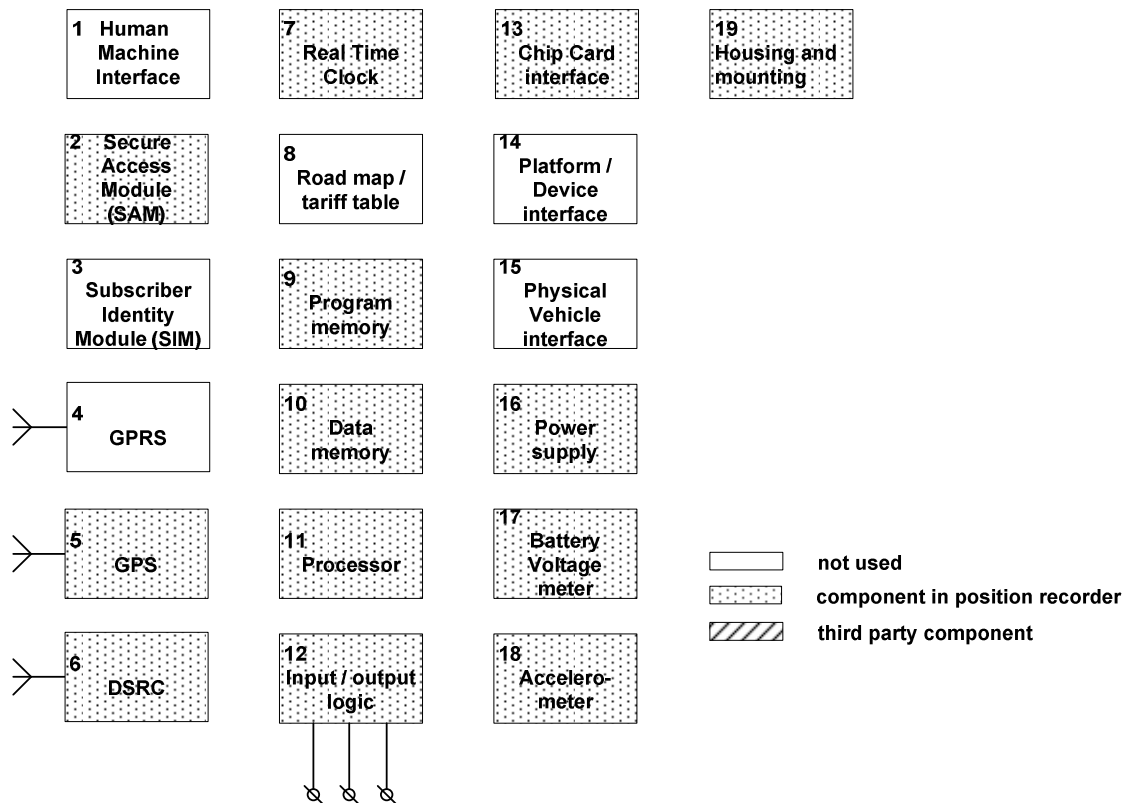 1 Human
Machine
Interface
2 Secure
Access
Module
(SAM)
3
Subscriber
Identity
Module (SIM)
4
GPRS
5
GPS
6
DSRC
7
Real Time
Clock
8
Road map /
tariff table
9
Program
memory
10
Data
memory
11
Processor
12
Input / output
logic
13
Chip Card
interface
14
Platform /
Device
interface
15
Physical
Vehicle
interface
16
Power
supply
17
Battery
Voltage
meter
18
Accelero-
meter
19
Housing and
mounting
not used
component in position recorder
third party component